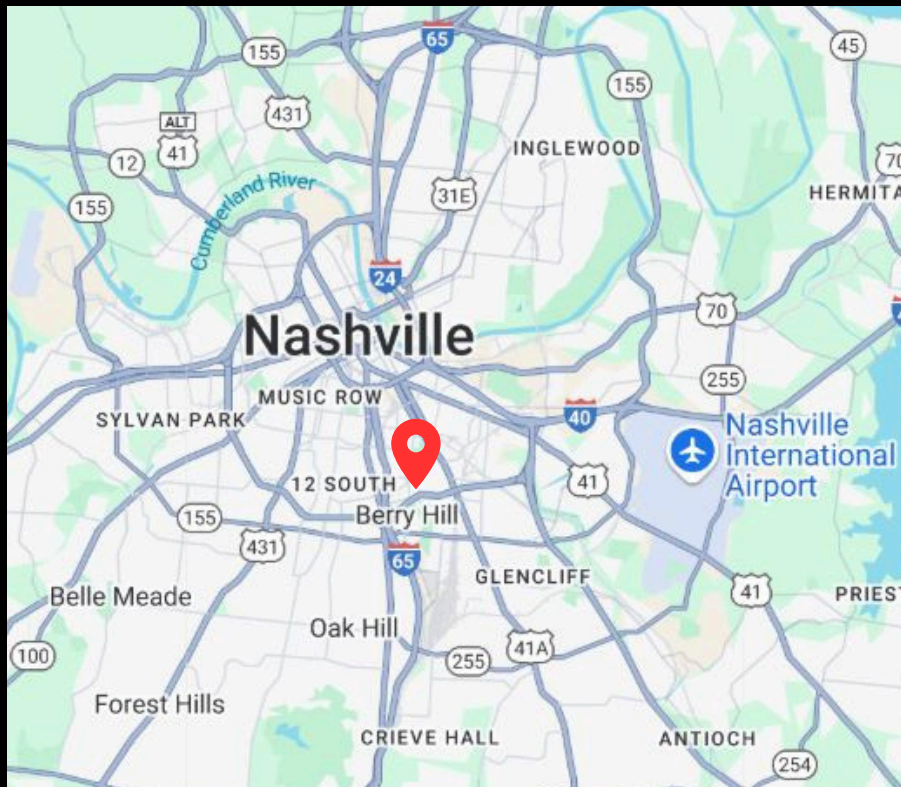 65
155
45
155
431
ALT
41
INGLEWOOD
12
70
Cumberland River
31E
HERMITA
155
24
70
Nashville
255
MUSIC ROW
SYLVAN PARK
40
Nashville
International
Airport
12 SOUTH
41
Berry Hill
155
431
65
GLENCLIFF
41
Belle Meade
PRIEST
Oak Hill
41A
255
100
Forest Hills
CRIEVE HALL
ANTIOCH
254